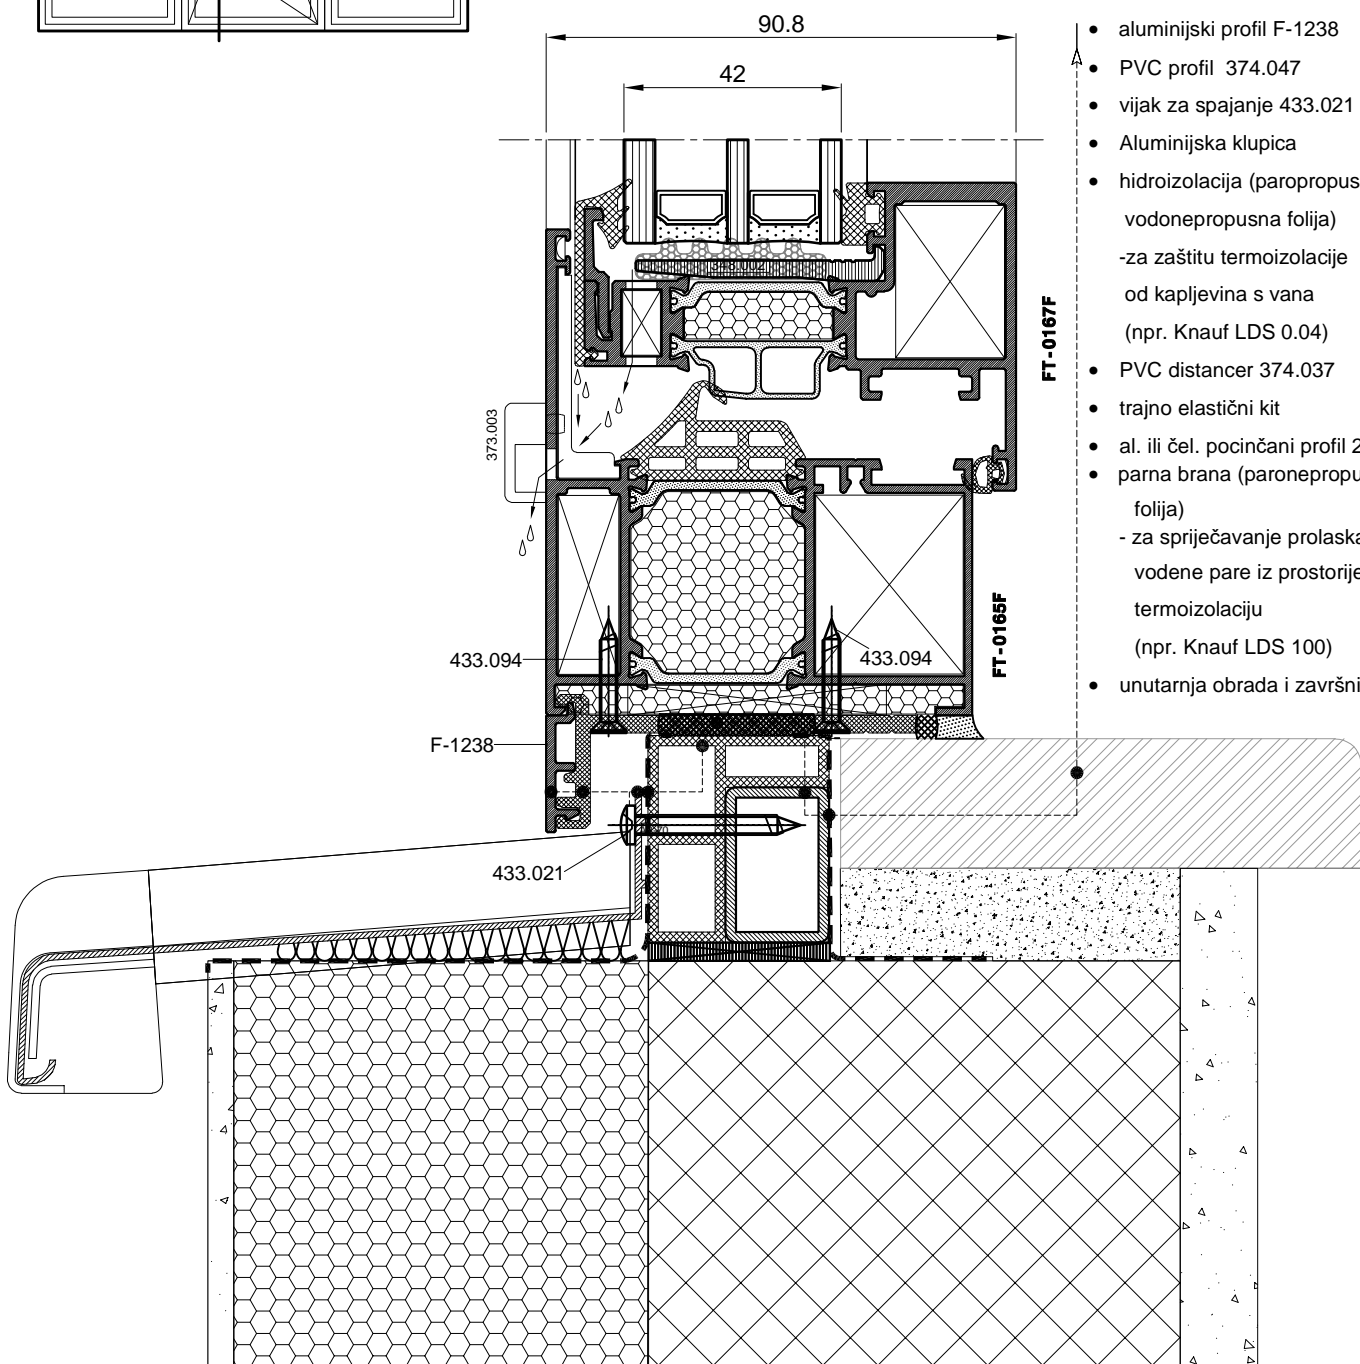 90.8
42
aluminijski profil F-1238
PVC profil 374.047
vijak za spajanje 433.021
Aluminijska klupica
hidroizolacija (paropropus
vodonepropusna folija)
-za zaštitu termoizolacije
od kapljevina s vana
(npr. Knauf LDS 0.04)
PVC distancer 374.037
trajno elastični kit
al. ili čel. pocinčani profil 2
parna brana (paronepropu
folija)
- za spriječavanje prolaska
vodene pare iz prostorije
termoizolaciju
(npr. Knauf LDS 100)
unutarnja obrada i završni
FT-0167F
373.003
FT-0165F
433.094
433.094
F-1238
433.021